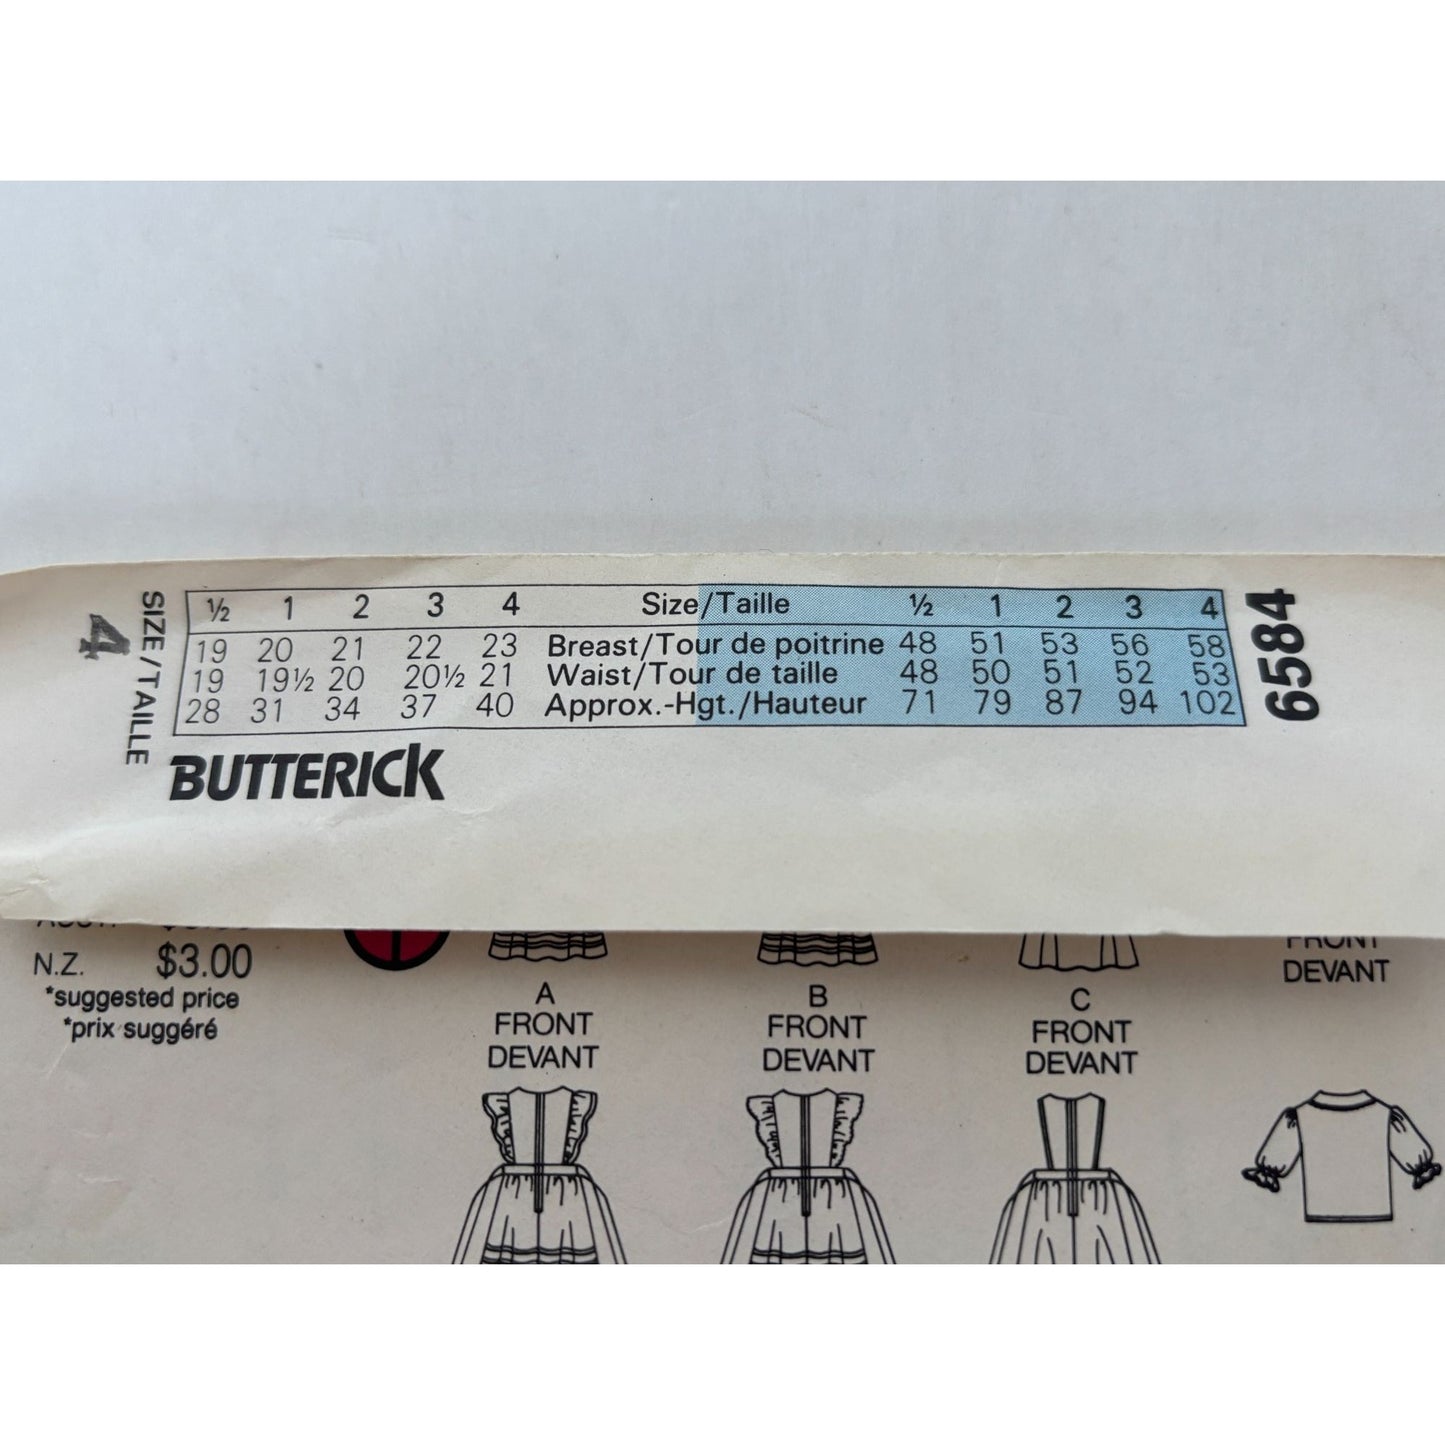 SIZE/TAILLE
4
½ 1 2 3 4 Size/Taille ½ 1 2 3 4
19 20 21 22 23 Breast/Tour de poitrine 48 51 53 56 58
19 19½ 20 20½ 21 Waist/Tour de taille 48 50 51 52 53
28 31 34 37 40 Approx.-Hgt./Hauteur 71 79 87 94 102
6584
BUTTERICK
N.Z. $3.00
*suggested price
*prix suggéré
A
FRONT
DEVANT
B
FRONT
DEVANT
C
FRONT
DEVANT
FRONT
DEVANT